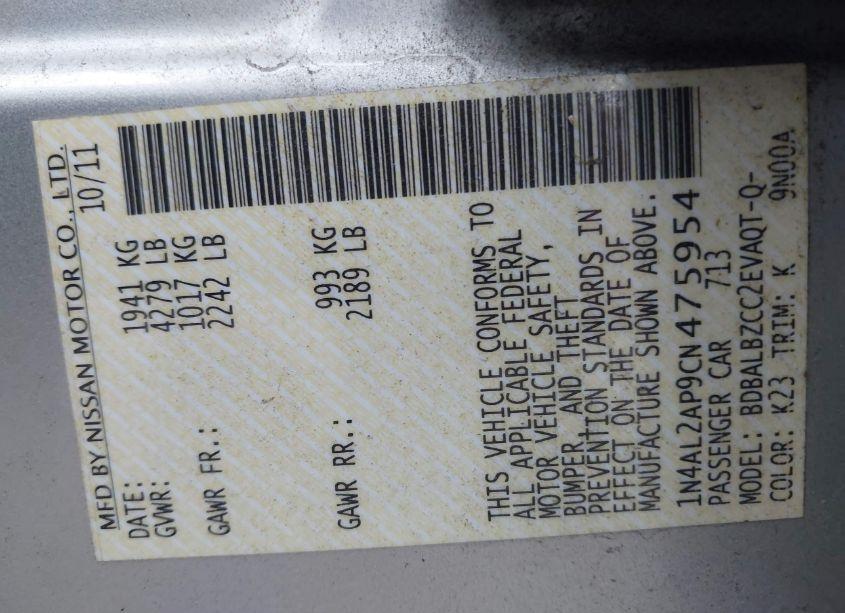 MFD BY NISSAN MOTOR CO., LTD.
DATE: 10/11
GVWR: 1941 KG
4279 LB
GAWR FR.: 1017 KG
2242 LB
GAWR RR.: 993 KG
2189 LB
THIS VEHICLE CONFORMS TO
ALL APPLICABLE FEDERAL
MOTOR VEHICLE SAFETY,
BUMPER, AND THEFT
PREVENTION STANDARDS IN
EFFECT ON THE DATE OF
MANUFACTURE SHOWN ABOVE.
1N4AL2AP9CN475954
PASSENGER CAR 713
MODEL: BDBALBZCC2EVAQT-Q-
COLOR: K23 TRIM: K 9N00A